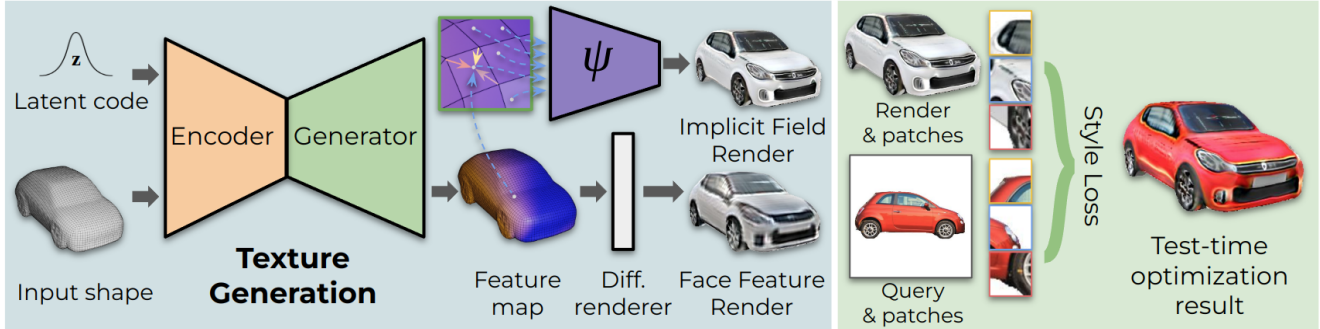 z
Latent code
Input shape
Encoder
Generator
Texture
Generation
ψ
Implicit Field
Render
Feature
map
Diff.
renderer
Face Feature
Render
Render
& patches
Query
& patches
Style Loss
Test-time
optimization
result